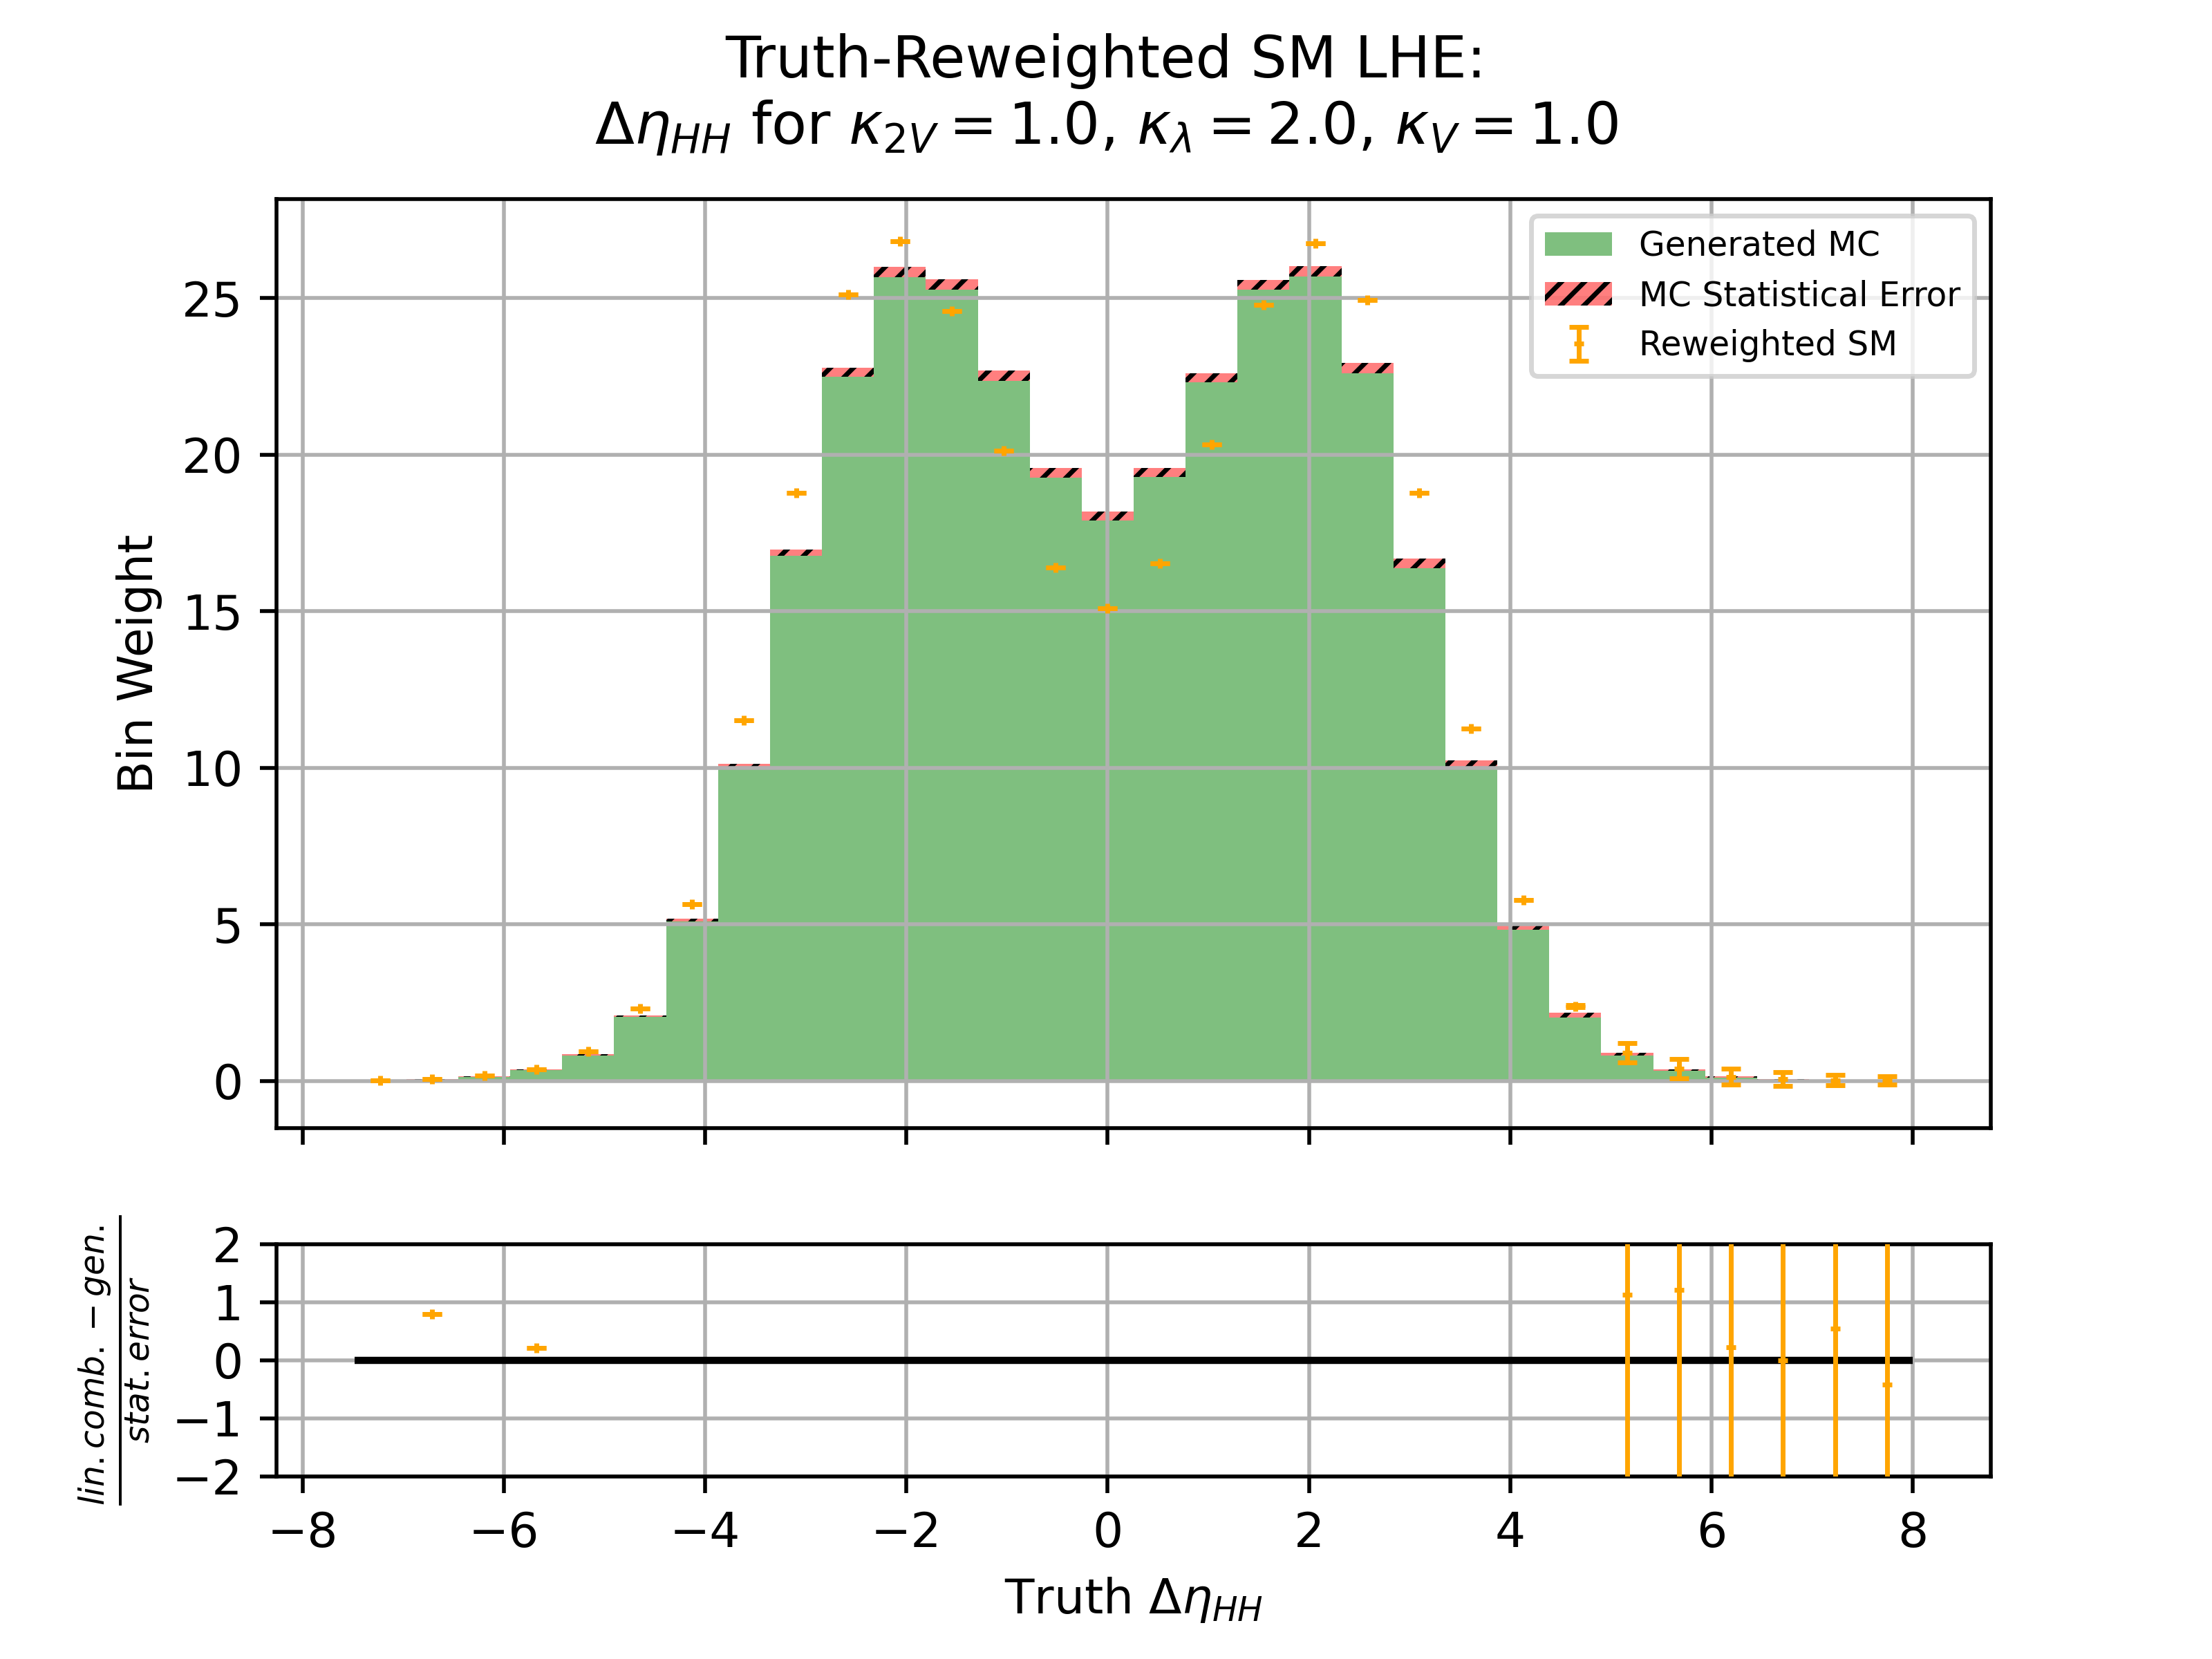 Truth-Reweighted SM LHE:
Δη_HH for κ_2V = 1.0, κ_λ = 2.0, κ_V = 1.0
Generated MC
MC Statistical Error
Reweighted SM
Bin Weight
25
20
15
10
5
0
lin. comb. − gen.
stat. error
2
1
0
−1
−2
−8 −6 −4 −2 0 2 4 6 8
Truth Δη_HH